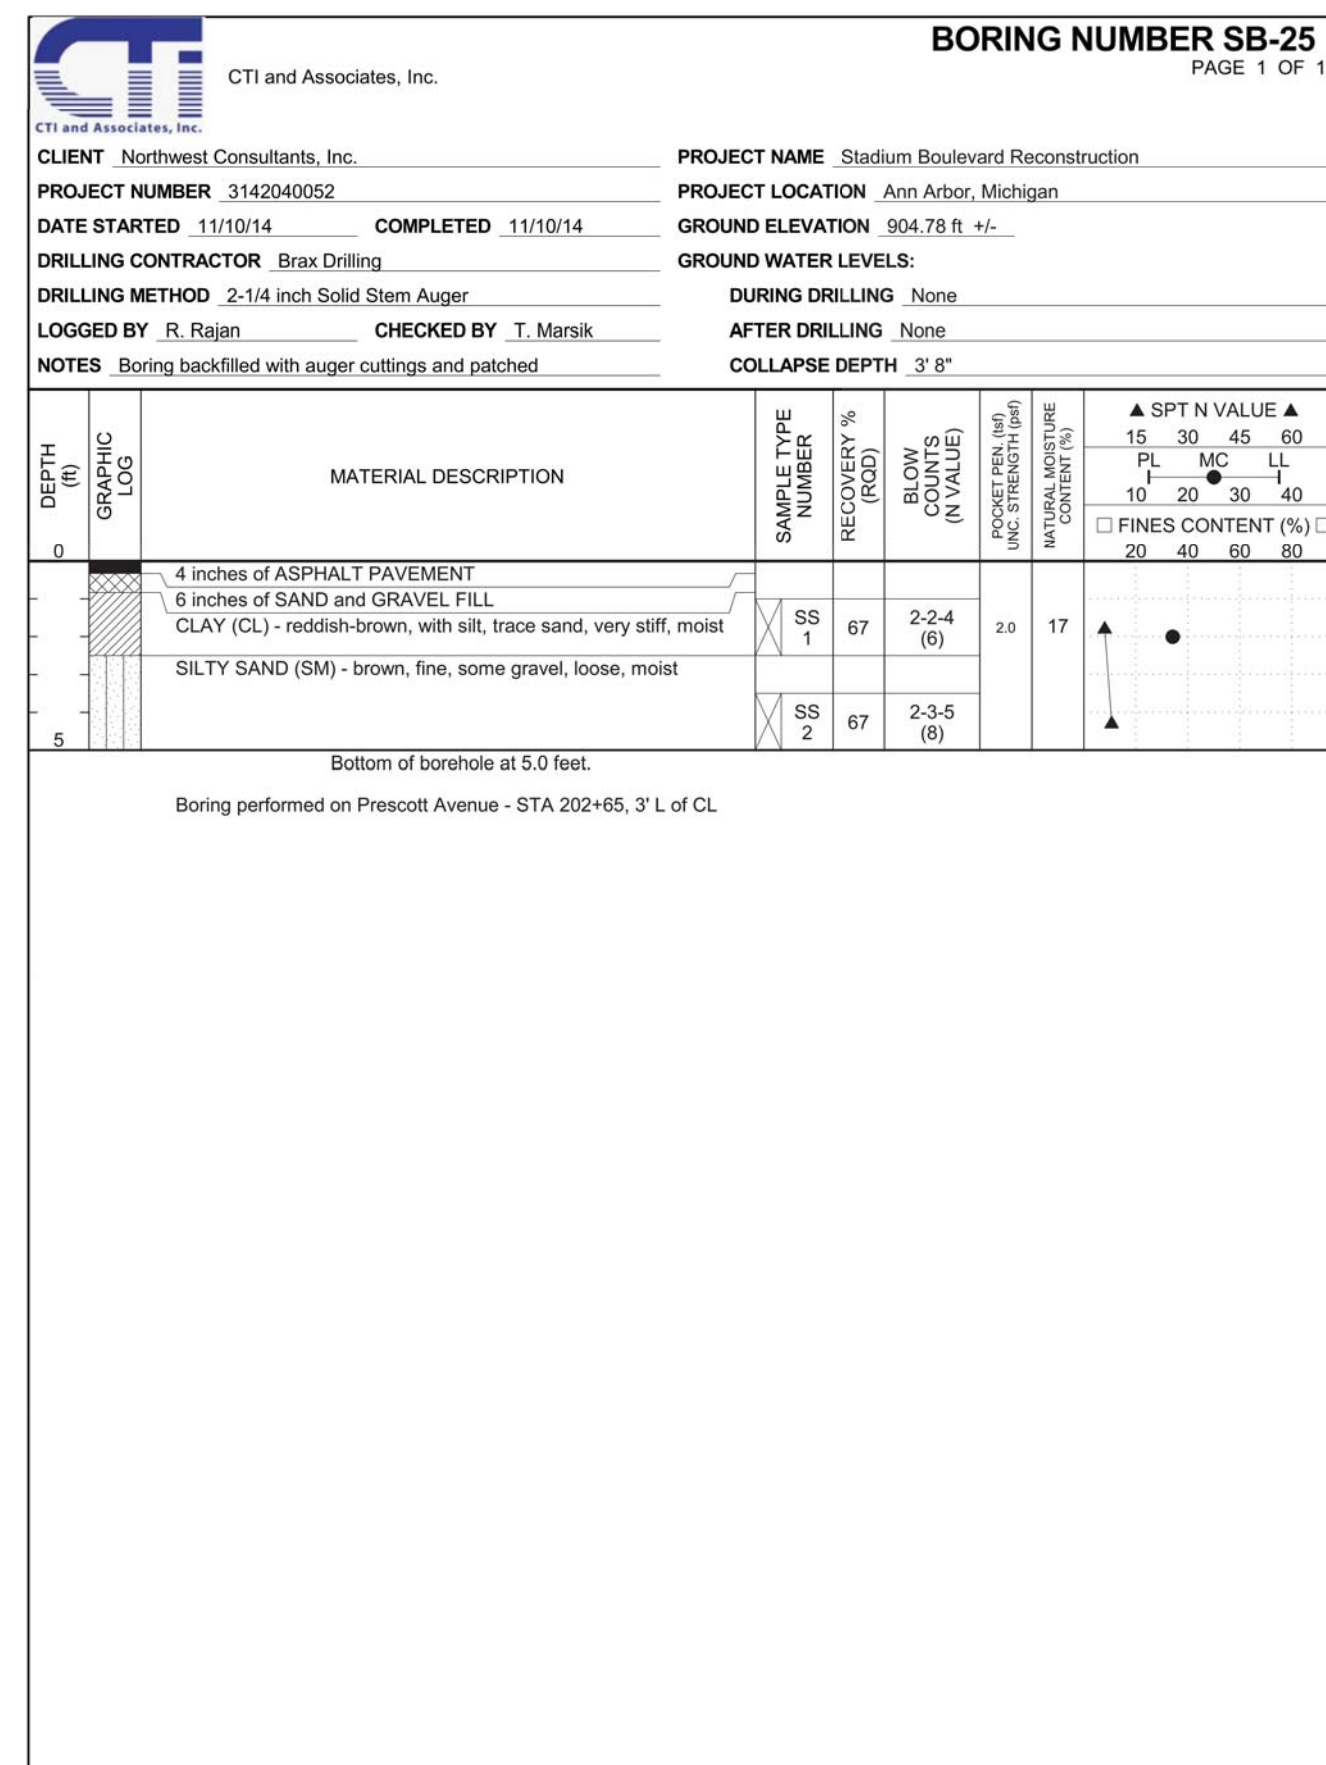 BORING NUMBER SB-25
PAGE 1 OF 1
CTi
CTI and Associates, Inc.
CTI and Associates, Inc.
CLIENT Northwest Consultants, Inc.
PROJECT NAME Stadium Boulevard Reconstruction
PROJECT NUMBER 3142040052
PROJECT LOCATION Ann Arbor, Michigan
DATE STARTED 11/10/14 COMPLETED 11/10/14
GROUND ELEVATION 904.78 ft +/-
DRILLING CONTRACTOR Brax Drilling
GROUND WATER LEVELS:
DRILLING METHOD 2-1/4 inch Solid Stem Auger
DURING DRILLING None
LOGGED BY R. Rajan CHECKED BY T. Marsik
AFTER DRILLING None
NOTES Boring backfilled with auger cuttings and patched
COLLAPSE DEPTH 3' 8"
DEPTH
(ft)
GRAPHIC
LOG
MATERIAL DESCRIPTION
SAMPLE TYPE
NUMBER
RECOVERY %
(RQD)
BLOW
COUNTS
(N VALUE)
POCKET PEN. (tsf)
UNC. STRENGTH (psf)
NATURAL MOISTURE
CONTENT (%)
▲ SPT N VALUE ▲
15 30 45 60
PL MC LL
10 20 30 40
□ FINES CONTENT (%) □
20 40 60 80
0
4 inches of ASPHALT PAVEMENT
6 inches of SAND and GRAVEL FILL
CLAY (CL) - reddish-brown, with silt, trace sand, very stiff, moist
SS
1
67
2-2-4
(6)
2.0
17
SILTY SAND (SM) - brown, fine, some gravel, loose, moist
SS
2
67
2-3-5
(8)
5
Bottom of borehole at 5.0 feet.
Boring performed on Prescott Avenue - STA 202+65, 3' L of CL